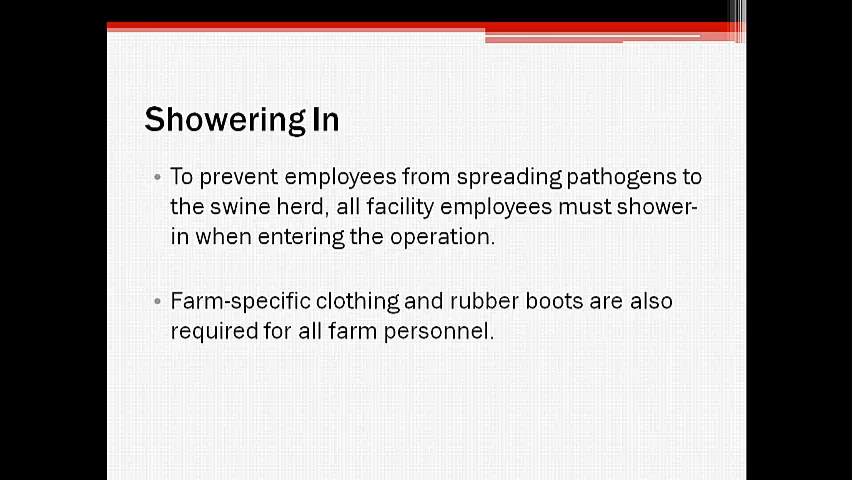 Showering In
• To prevent employees from spreading pathogens to
the swine herd, all facility employees must shower-
in when entering the operation.
• Farm-specific clothing and rubber boots are also
required for all farm personnel.